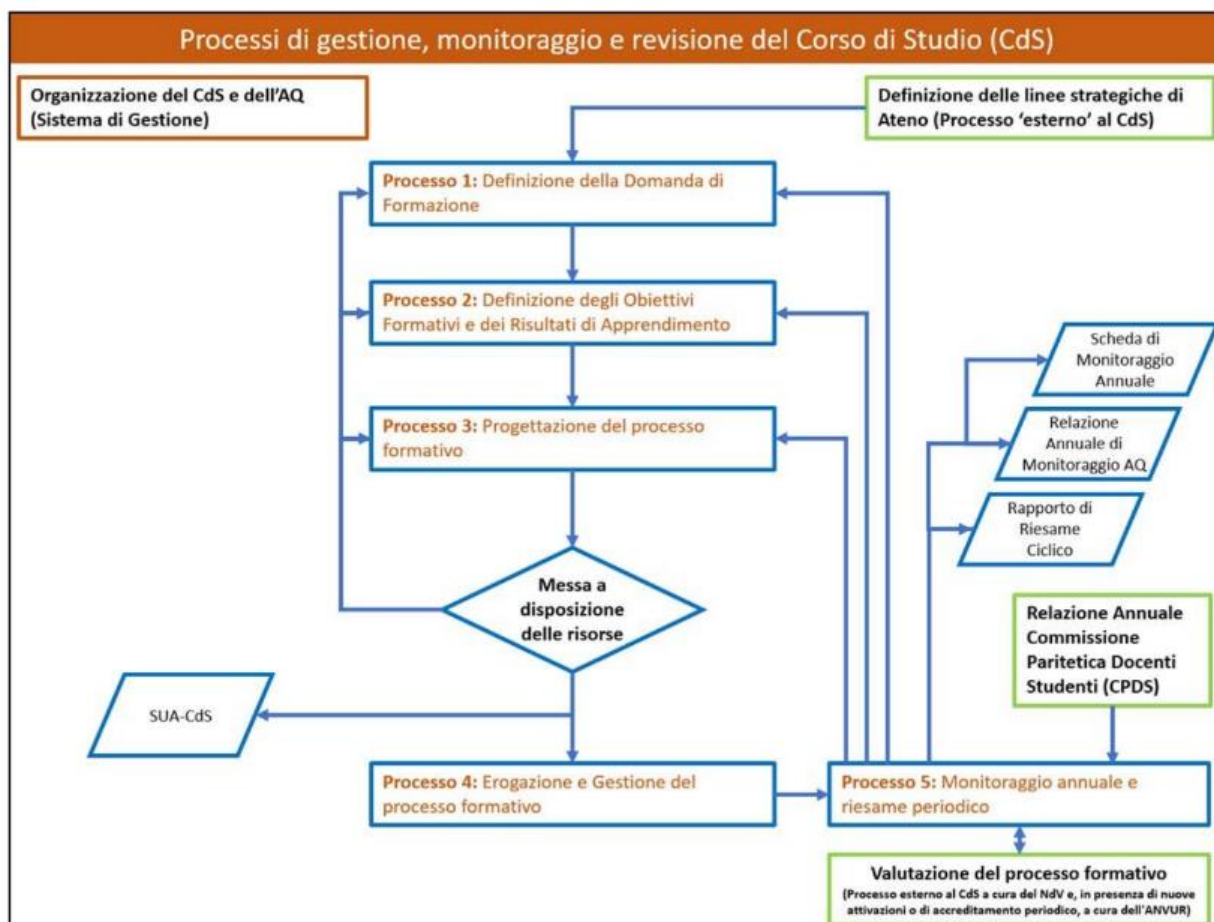 Processi di gestione, monitoraggio e revisione del Corso di Studio (CdS)
Organizzazione del CdS e dell'AQ
(Sistema di Gestione)
Definizione delle linee strategiche di
Ateno (Processo 'esterno' al CdS)
Processo 1: Definizione della Domanda di
Formazione
Processo 2: Definizione degli Obiettivi
Formativi e dei Risultati di Apprendimento
Scheda di
Monitoraggio
Annuale
Processo 3: Progettazione del processo
formativo
Relazione
Annuale di
Monitoraggio AQ
Rapporto di
Riesame
Ciclico
Messa a
disposizione
delle risorse
Relazione Annuale
Commissione
Paritetica Docenti
Studenti (CPDS)
SUA-CdS
Processo 4: Erogazione e Gestione del
processo formativo
Processo 5: Monitoraggio annuale e
riesame periodico
Valutazione del processo formativo
(Processo esterno al CdS a cura del NdV e, in presenza di nuove
attivazioni o di accreditamento periodico, a cura dell'ANVUR)